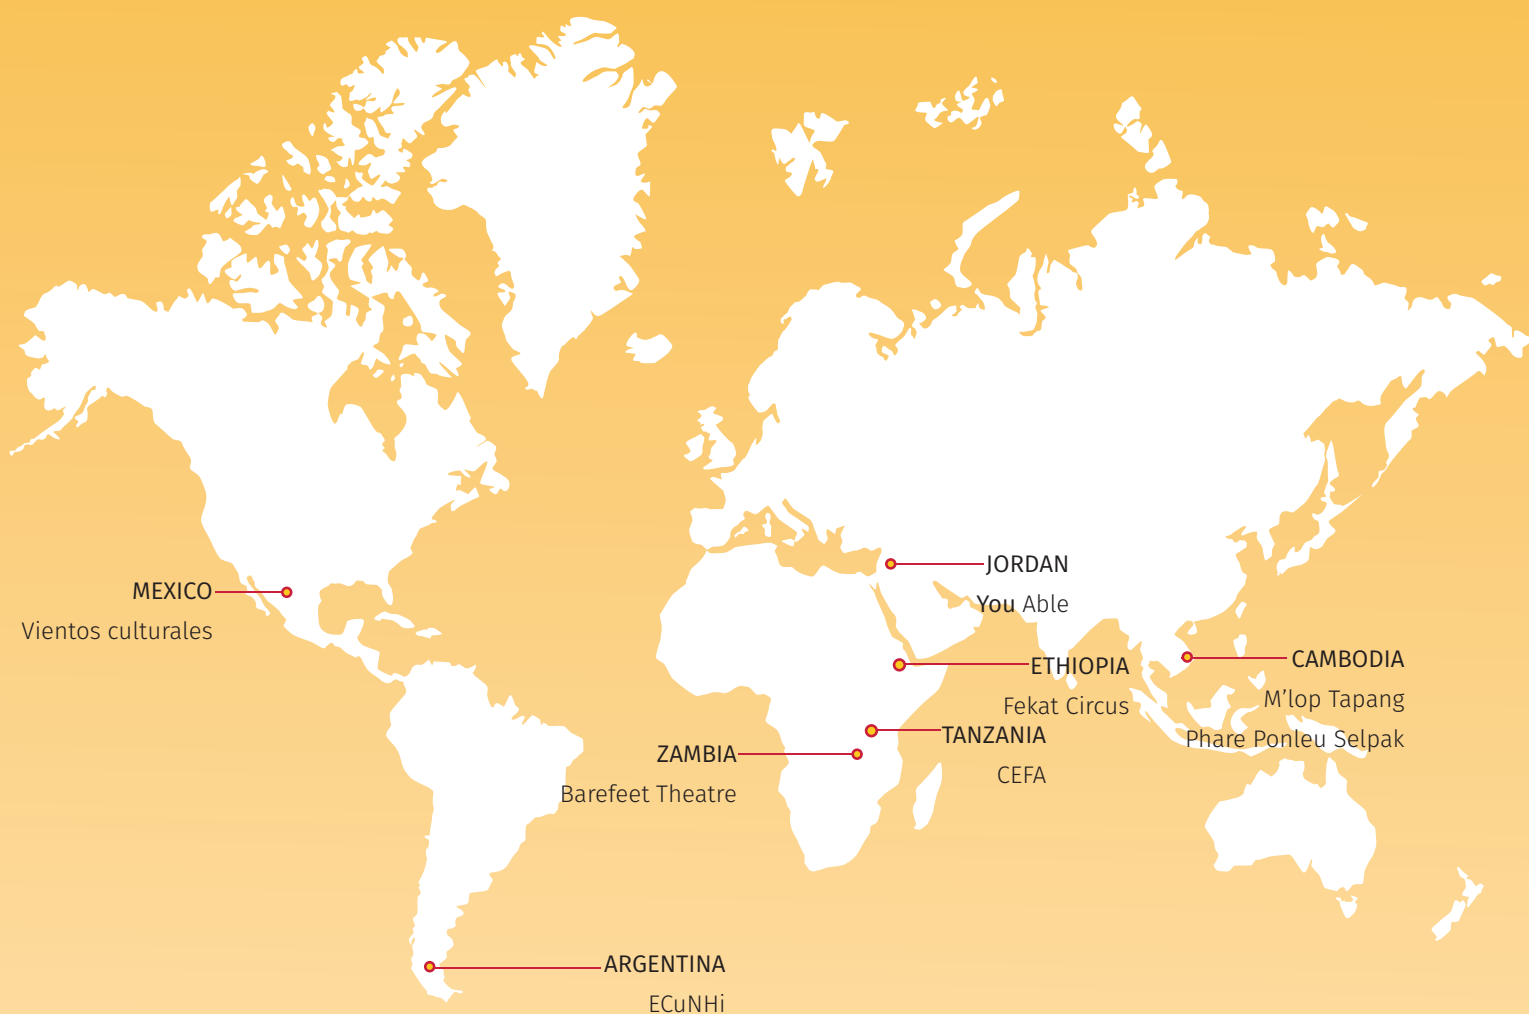 MEXICO
Vientos culturales
JORDAN
You Able
ETHIOPIA
Fekat Circus
CAMBODIA
M’lop Tapang
Phare Ponleu Selpak
TANZANIA
CEFA
ZAMBIA
Barefeet Theatre
ARGENTINA
ECuNHi